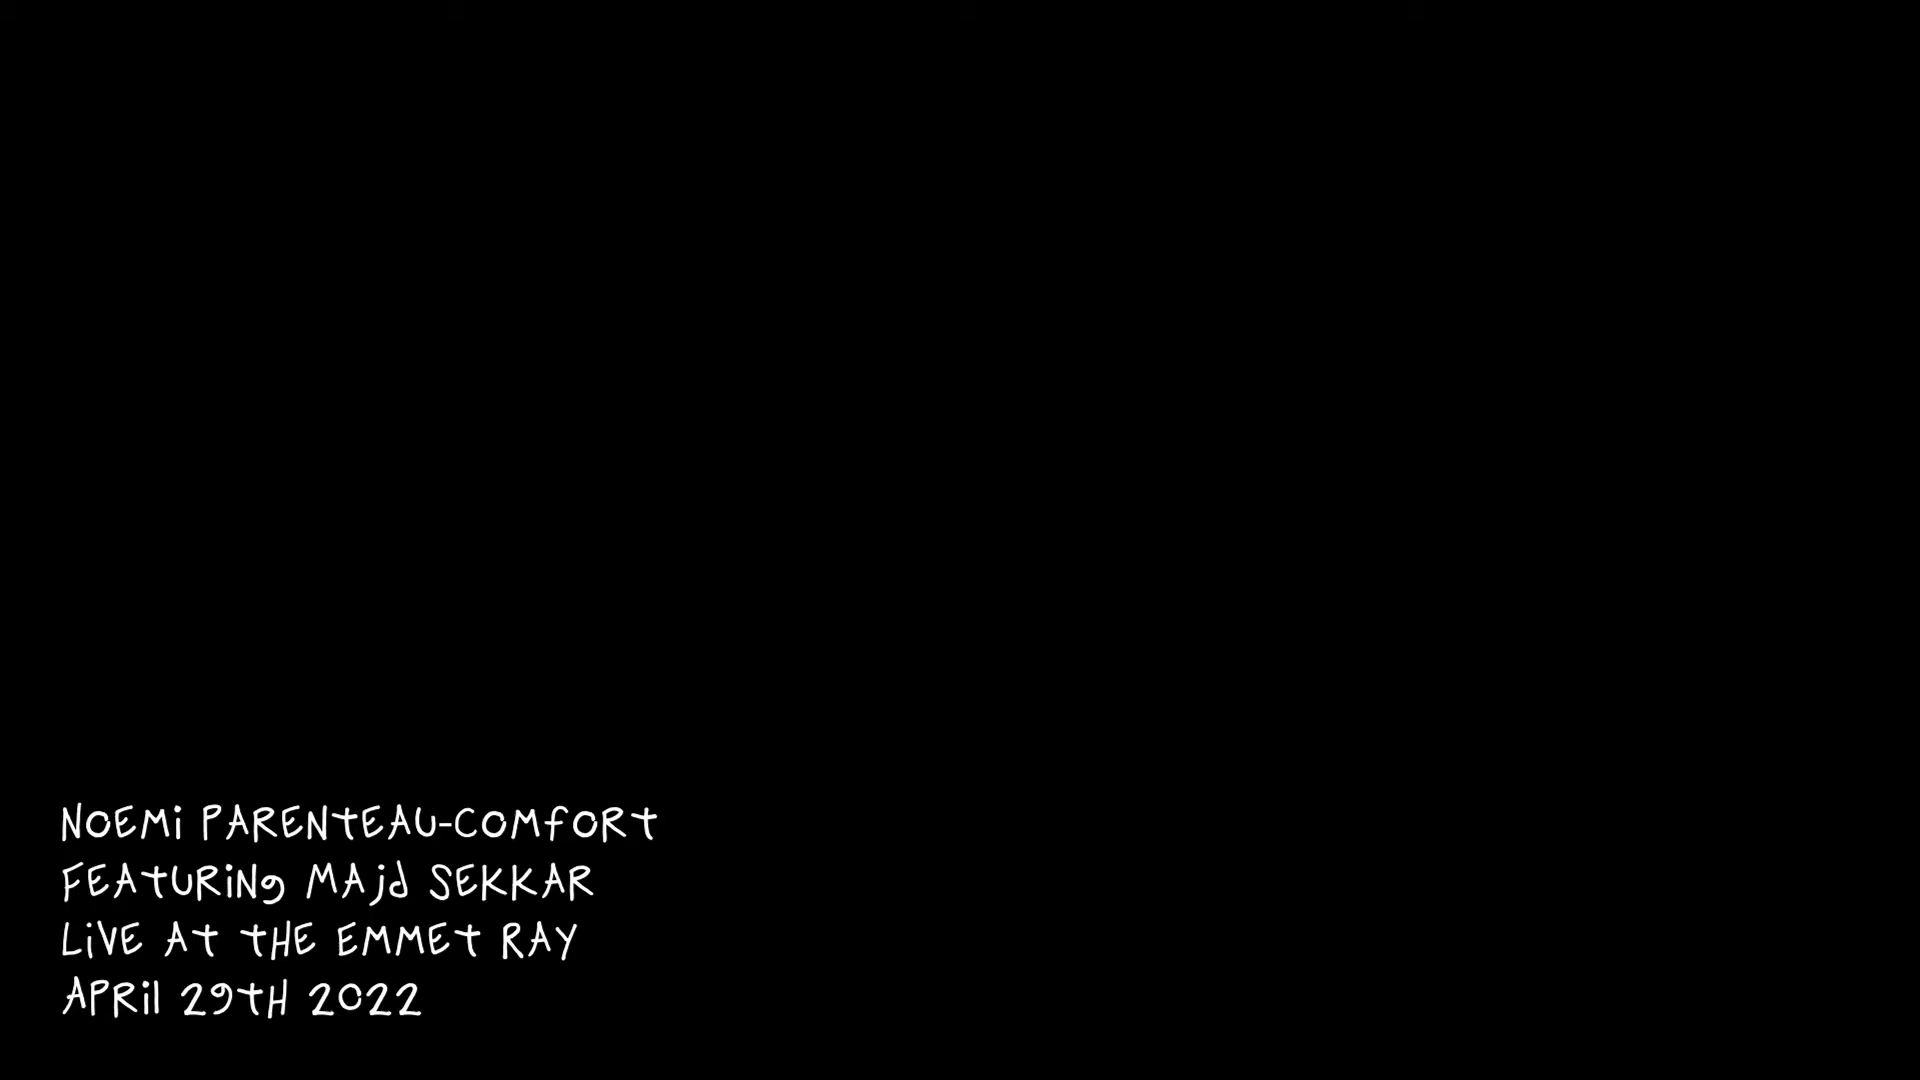 NOEMi PARENtEAU-COMfORt
FEAtURiNg MAjd SEKKAR
LiVE At tHE EMMEt RAY
APRil 29tH 2022